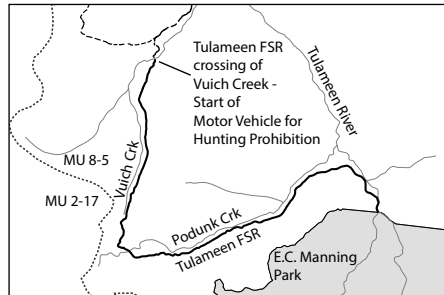 Tulameen FSR
crossing of
Vuich Creek -
Start of
Motor Vehicle for
Hunting Prohibition
Tulameen River
MU 8-5
Vuich Crk
MU 2-17
Podunk Crk
Tulameen FSR
E.C. Manning
Park